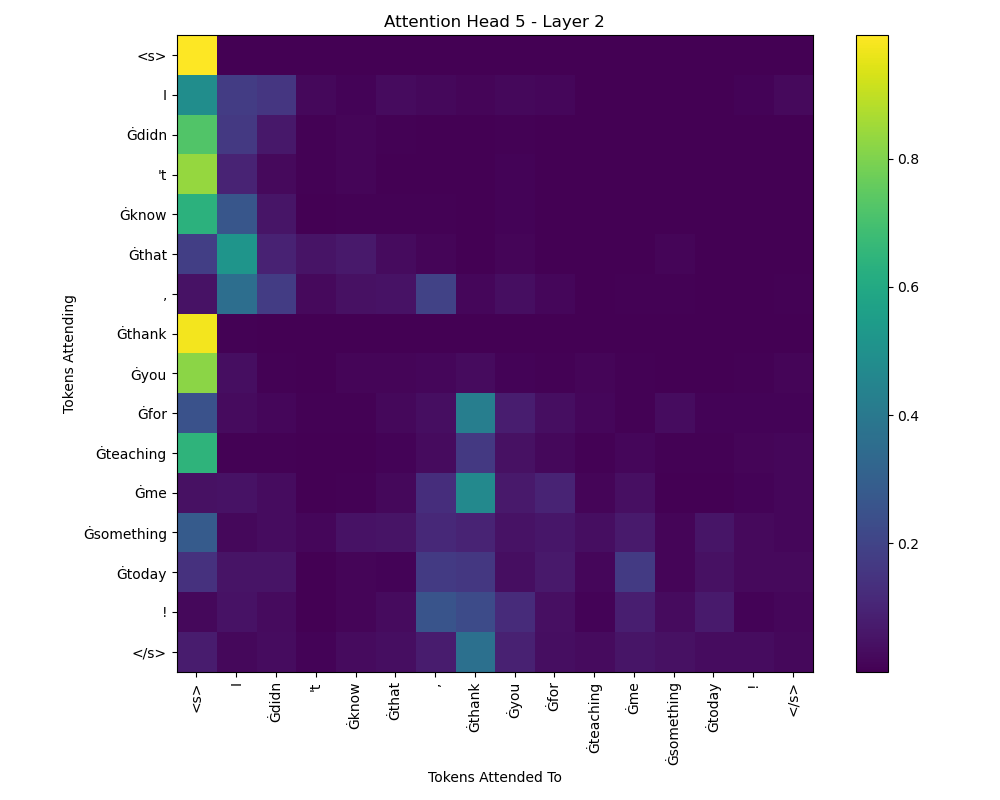 Attention Head 5 - Layer 2
<s>
I
Ġdidn
't
Ġknow
Ġthat
,
Ġthank
Ġyou
Ġfor
Ġteaching
Ġme
Ġsomething
Ġtoday
!
</s>
Tokens Attending
<s>
I
Ġdidn
't
Ġknow
Ġthat
,
Ġthank
Ġyou
Ġfor
Ġteaching
Ġme
Ġsomething
Ġtoday
!
</s>
Tokens Attended To
0.8
0.6
0.4
0.2